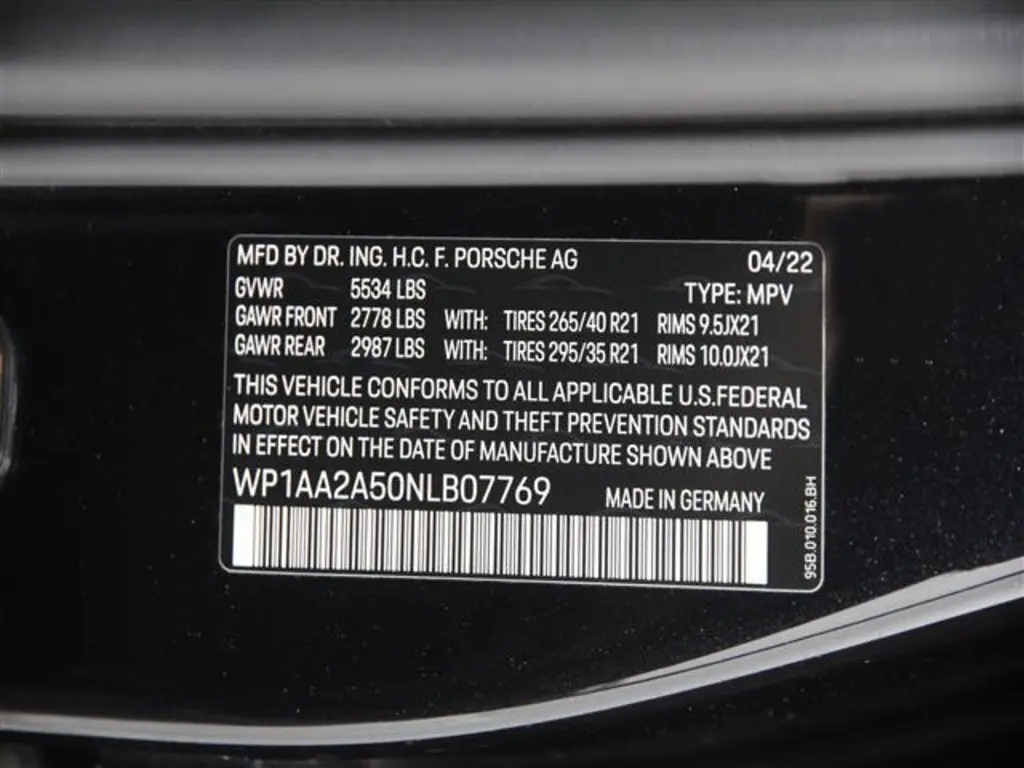 MFD BY DR. ING. H.C. F. PORSCHE AG 04/22
GVWR 5534 LBS TYPE: MPV
GAWR FRONT 2778 LBS WITH: TIRES 265/40 R21 RIMS 9.5JX21
GAWR REAR 2987 LBS WITH: TIRES 295/35 R21 RIMS 10.0JX21
THIS VEHICLE CONFORMS TO ALL APPLICABLE U.S.FEDERAL
MOTOR VEHICLE SAFETY AND THEFT PREVENTION STANDARDS
IN EFFECT ON THE DATE OF MANUFACTURE SHOWN ABOVE
WP1AA2A50NLB07769 MADE IN GERMANY
95B.010.016.BH